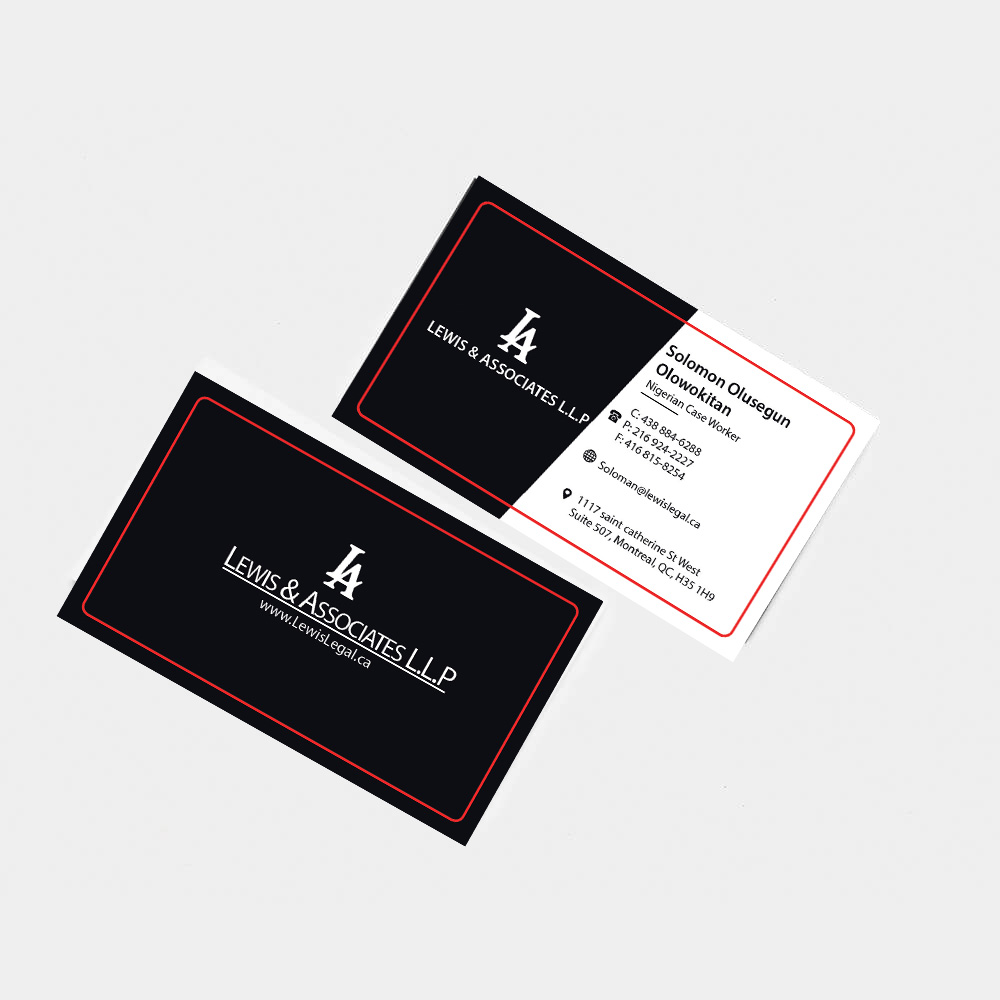 LA
LEWIS & ASSOCIATES L.L.P
Solomon Olusegun
Olowokitan
Nigerian Case Worker
C: 438 884-6288
P: 216 924-2227
F: 416 815-8254
Soloman@lewislegal.ca
1117 saint catherine St West
Suite 507, Montreal, QC, H35 1H9
LA
LEWIS & ASSOCIATES L.L.P
www.LewisLegal.ca